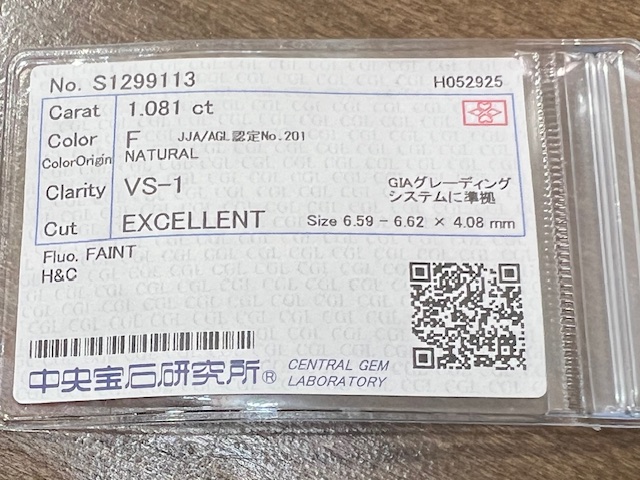 No. S1299113
H052925
Carat 1.081 ct
Color F JJA/AGL認定No.201
ColorOrigin NATURAL
Clarity VS-1
GIAグレーディング
システムに準拠
Cut EXCELLENT Size 6.59 - 6.62 × 4.08 mm
Fluo. FAINT
H&C
中央宝石研究所® CENTRAL GEM
LABORATORY